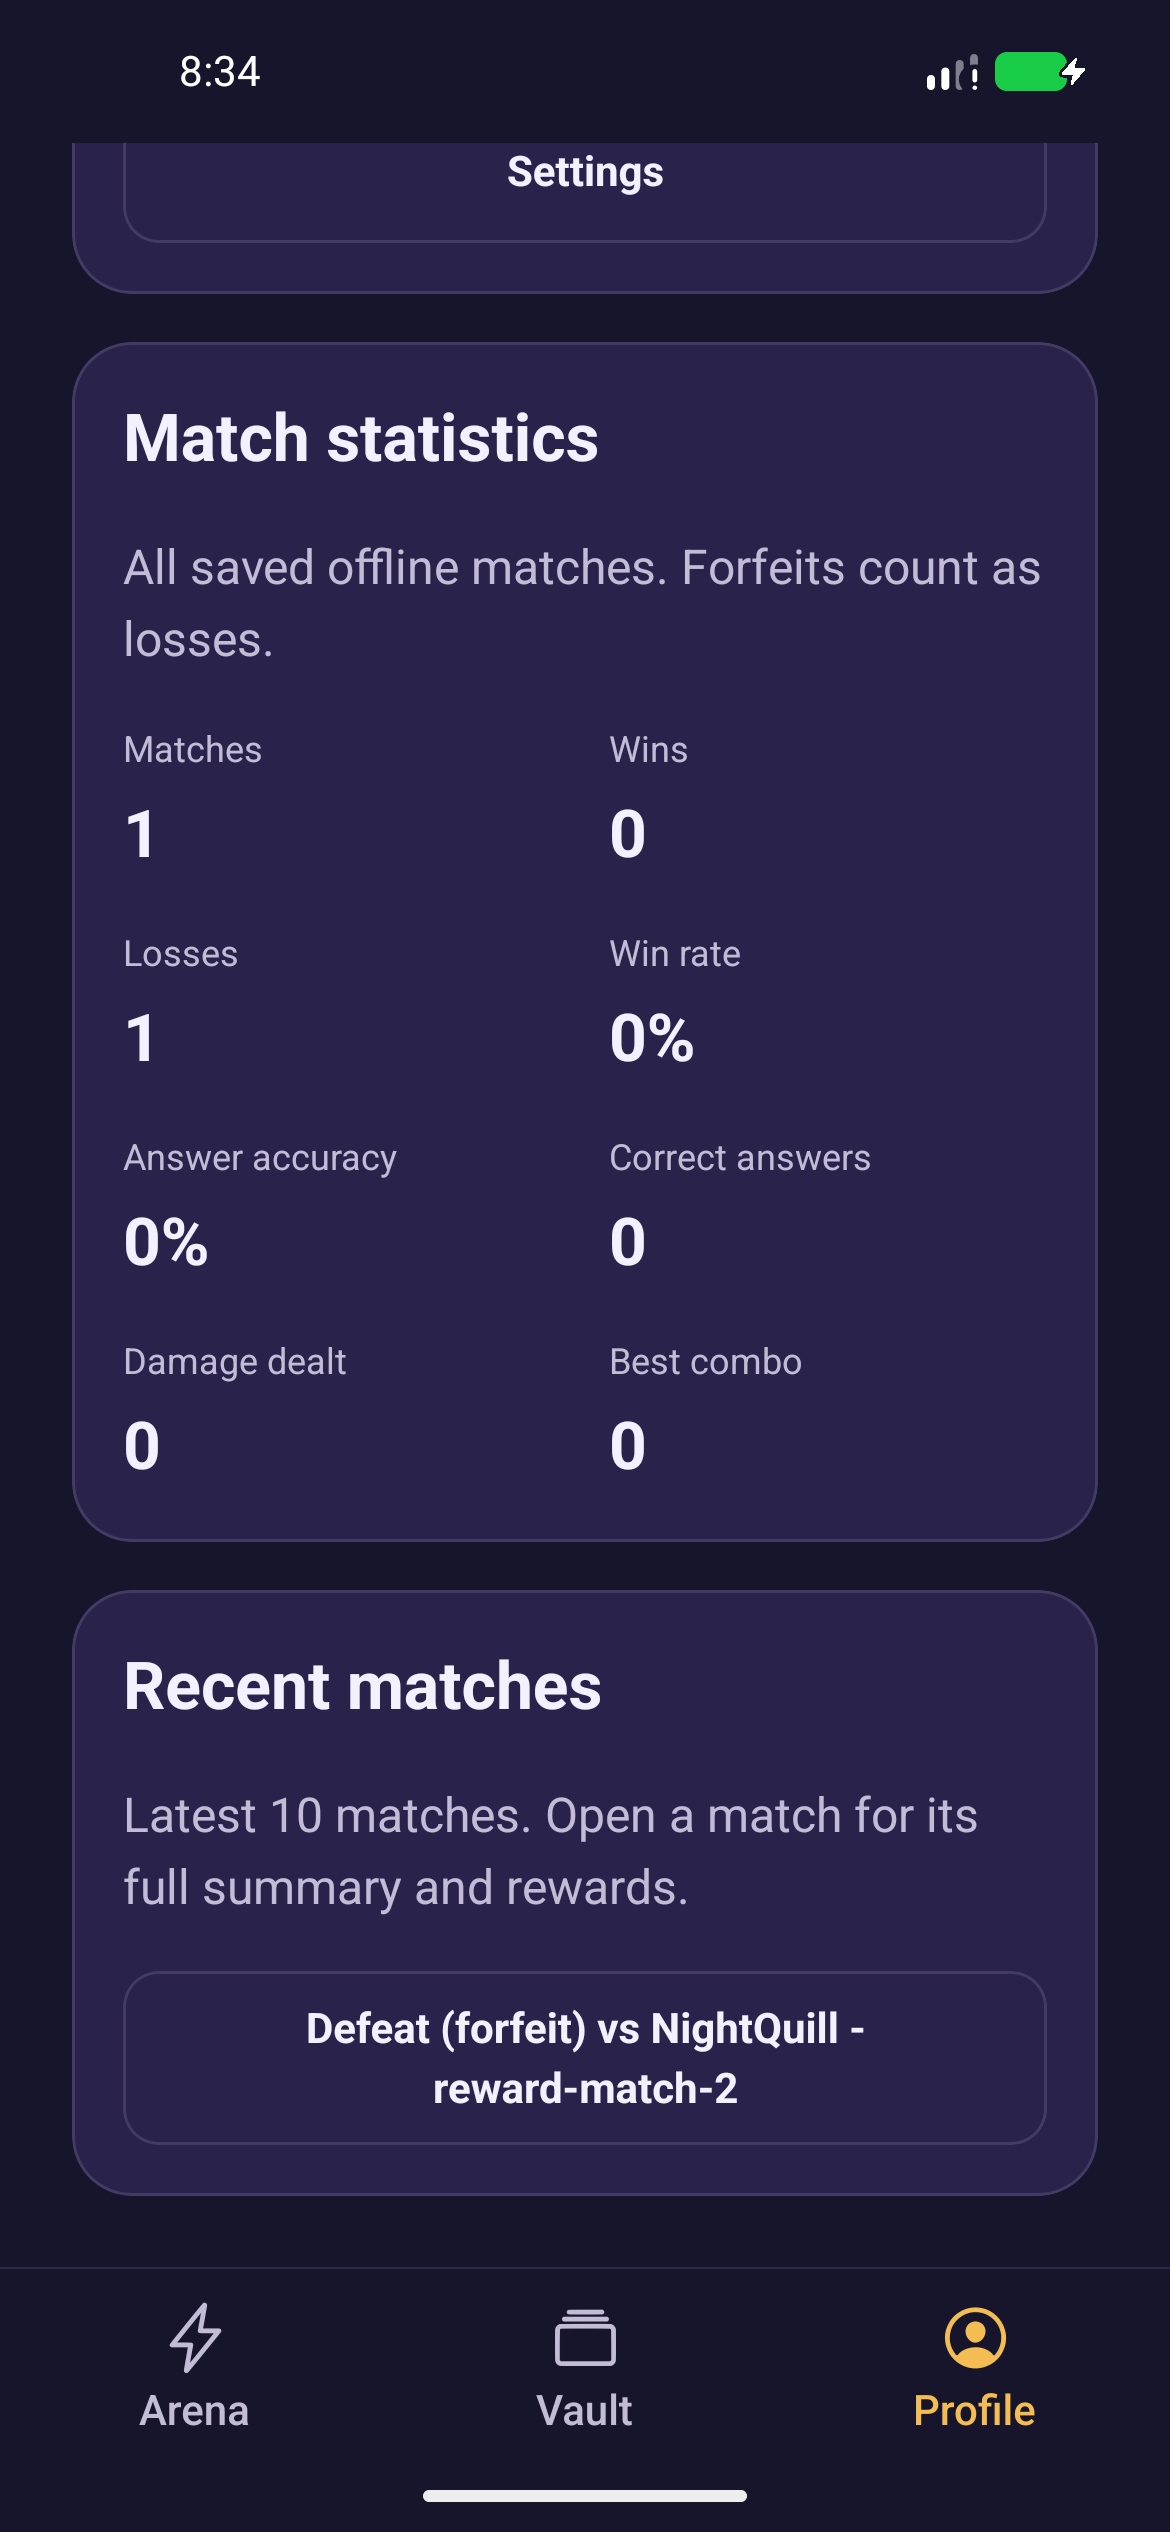 8:34
Settings
Match statistics
All saved offline matches. Forfeits count as
losses.
Matches
Wins
1
0
Losses
Win rate
1
0%
Answer accuracy
Correct answers
0%
0
Damage dealt
Best combo
0
0
Recent matches
Latest 10 matches. Open a match for its
full summary and rewards.
Defeat (forfeit) vs NightQuill -
reward-match-2
Arena
Vault
Profile